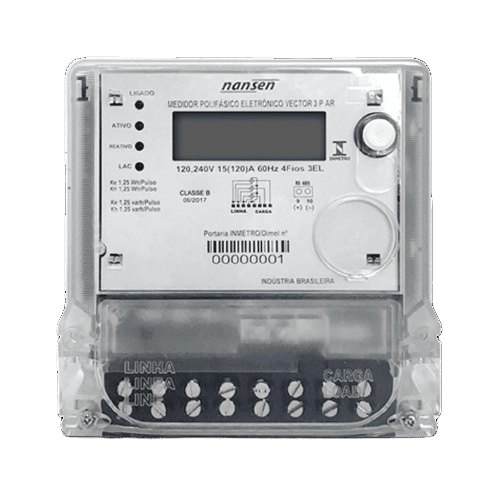 nansen
LIGADO
MEDIDOR POLIFÁSICO ELETRÔNICO VECTOR 3 P AR
ATIVO
REATIVO
LAC
INMETRO
120,240V 15(120)A 60Hz 4Fios 3EL
Ke 1,25 Wh/Pulso
Kh 1,25 Wh/Pulso
Ke 1,25 varh/Pulso
Kh 1,25 varh/Pulso
CLASSE B
06/2017
LINHA CARGA
RS 485
9 10
(+) (-)
Portaria INMETRO/Dimel nº
00000001
INDÚSTRIA BRASILEIRA
LINHA CARGA
LINEA
LINE LOAD